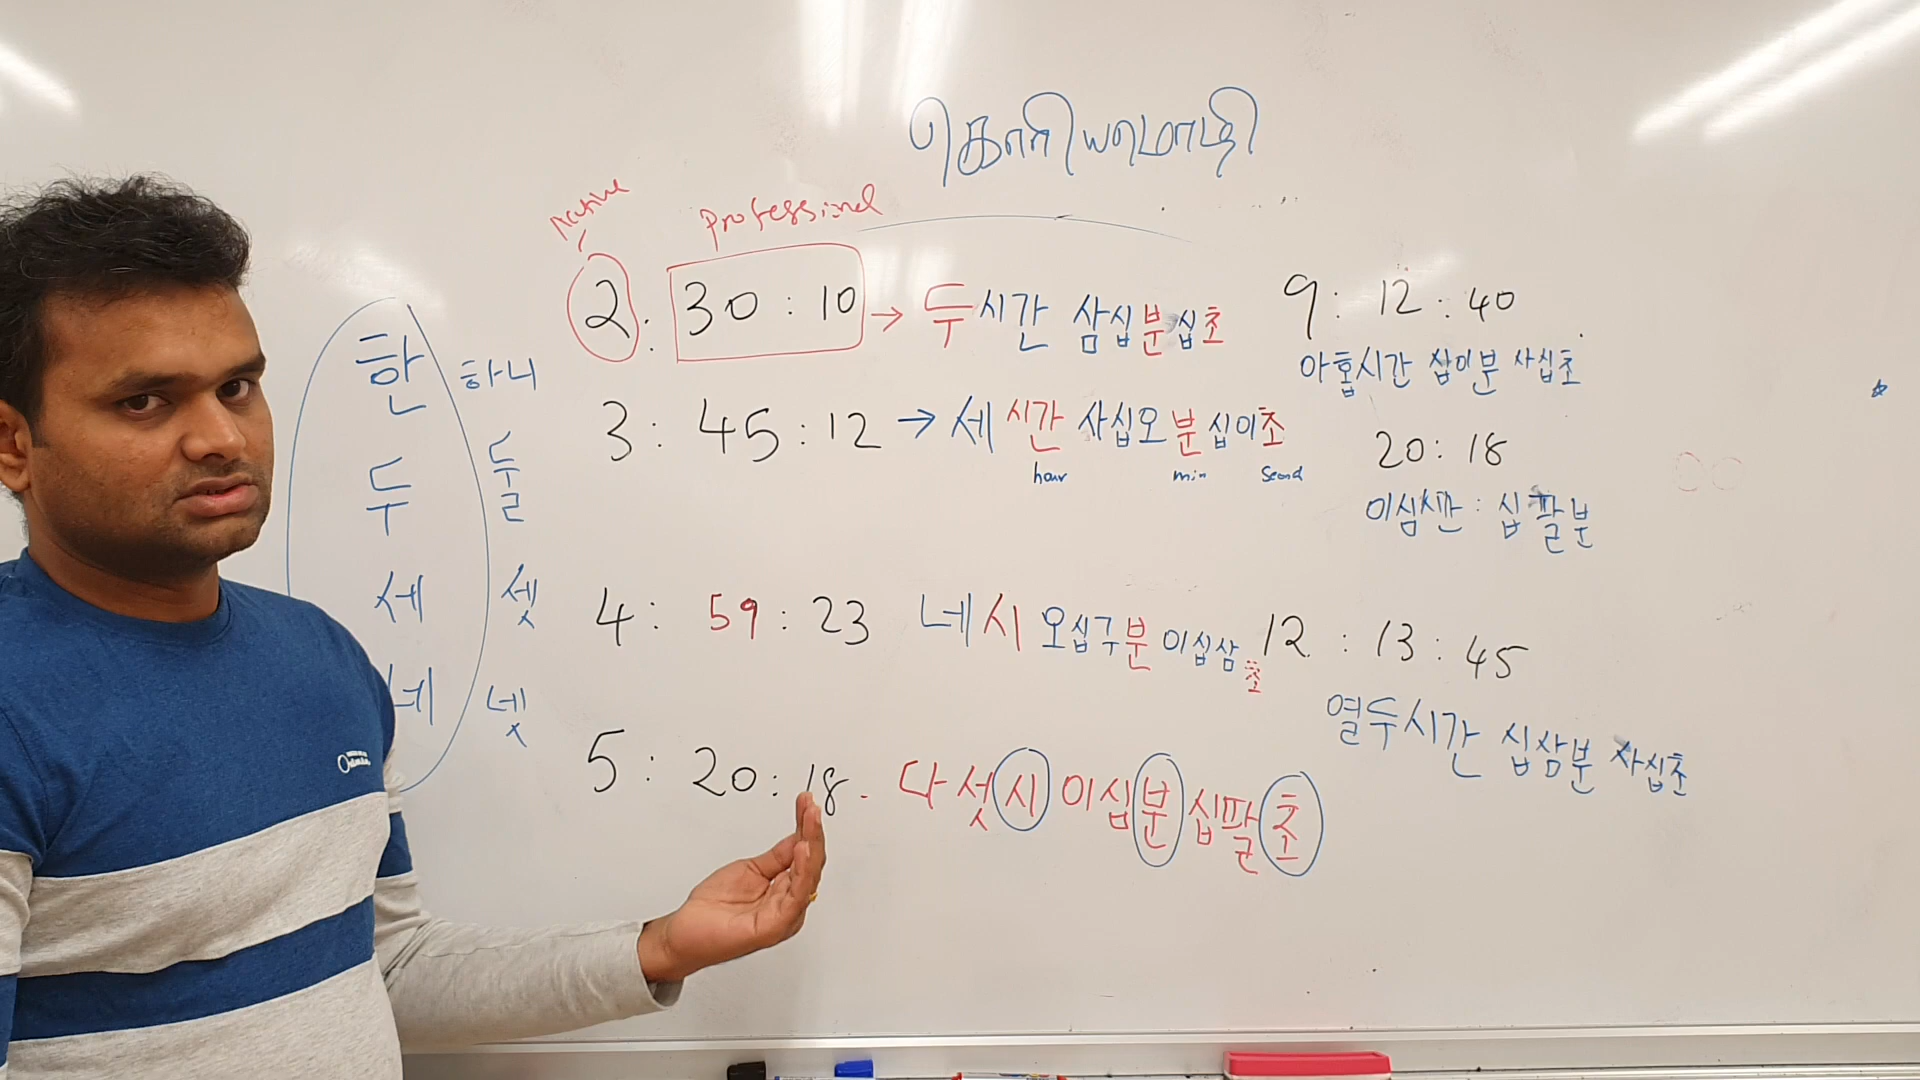 கொரியமொழி
native
professional
2 : 30 : 10 → 두시간 삼십분십초
3 : 45 : 12 → 세시간 사십오분십이초
hour min Second
4 : 59 : 23 네시 오십구분이십삼초
5 : 20 : 18. 다섯시 이십분십팔초
한 하나
두 둘
세 셋
네 넷
9 : 12 : 40
아홉시간 십이분 사십초
20 : 18
: 십팔분
12 : 13 : 45
열두시간 십삼분 사십초